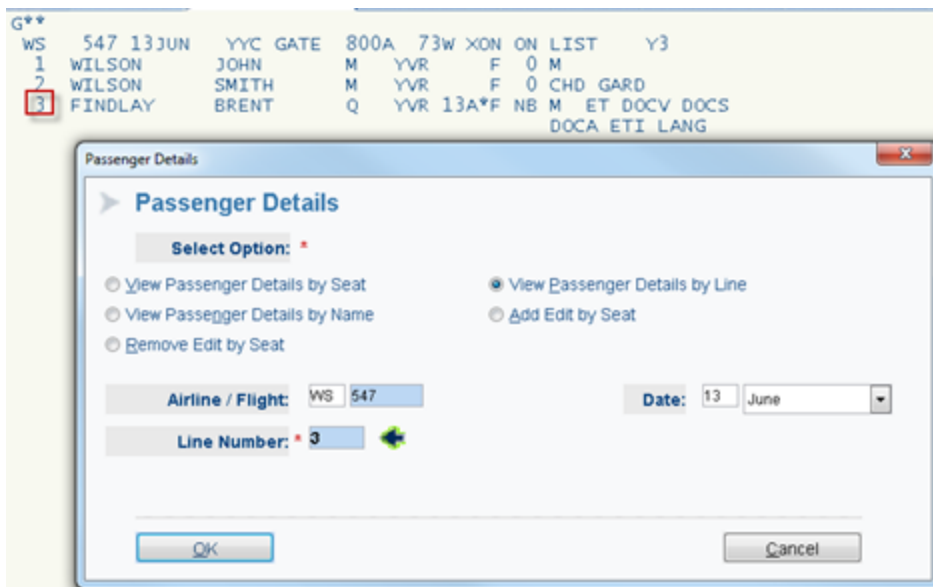 G**
WS 547 13JUN YYC GATE 800A 73W XON ON LIST Y3
1 WILSON JOHN M YVR F 0 M
2 WILSON SMITH M YVR F 0 CHD GARD
3 FINDLAY BRENT Q YVR 13A*F NB M ET DOCV DOCS
DOCA ETI LANG
Passenger Details
Passenger Details
Select Option: *
View Passenger Details by Seat View Passenger Details by Line
View Passenger Details by Name Add Edit by Seat
Remove Edit by Seat
Airline / Flight: WS 547 Date: 13 June
Line Number: * 3
OK Cancel